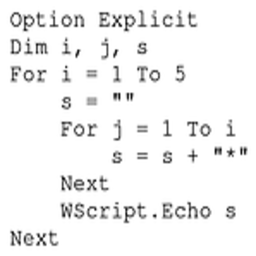 Option Explicit
Dim i, j, s
For i = 1 To 5
    s = ""
    For j = 1 To i
        s = s + "*"
    Next
    WScript.Echo s
Next